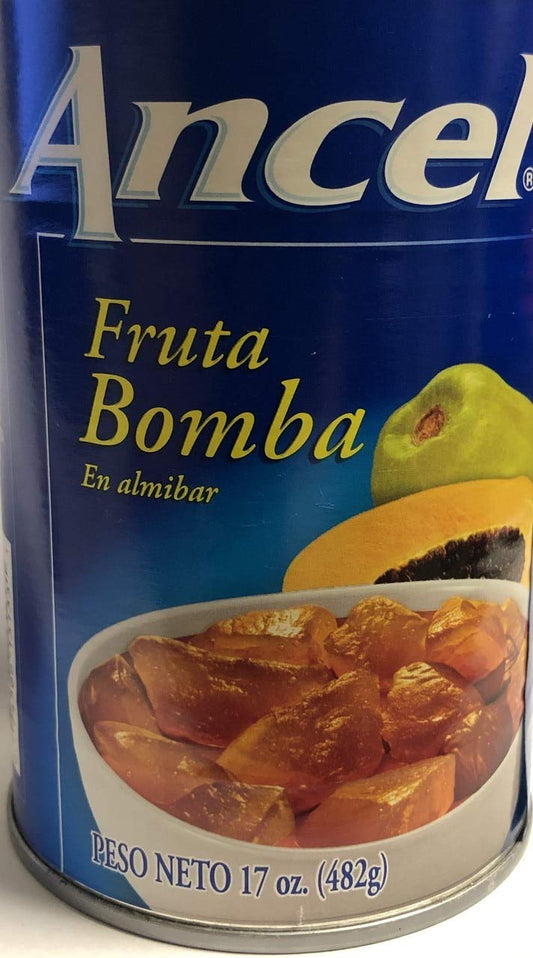 Ancel®
Fruta
Bomba
En almibar
PESO NETO 17 oz. (482g)